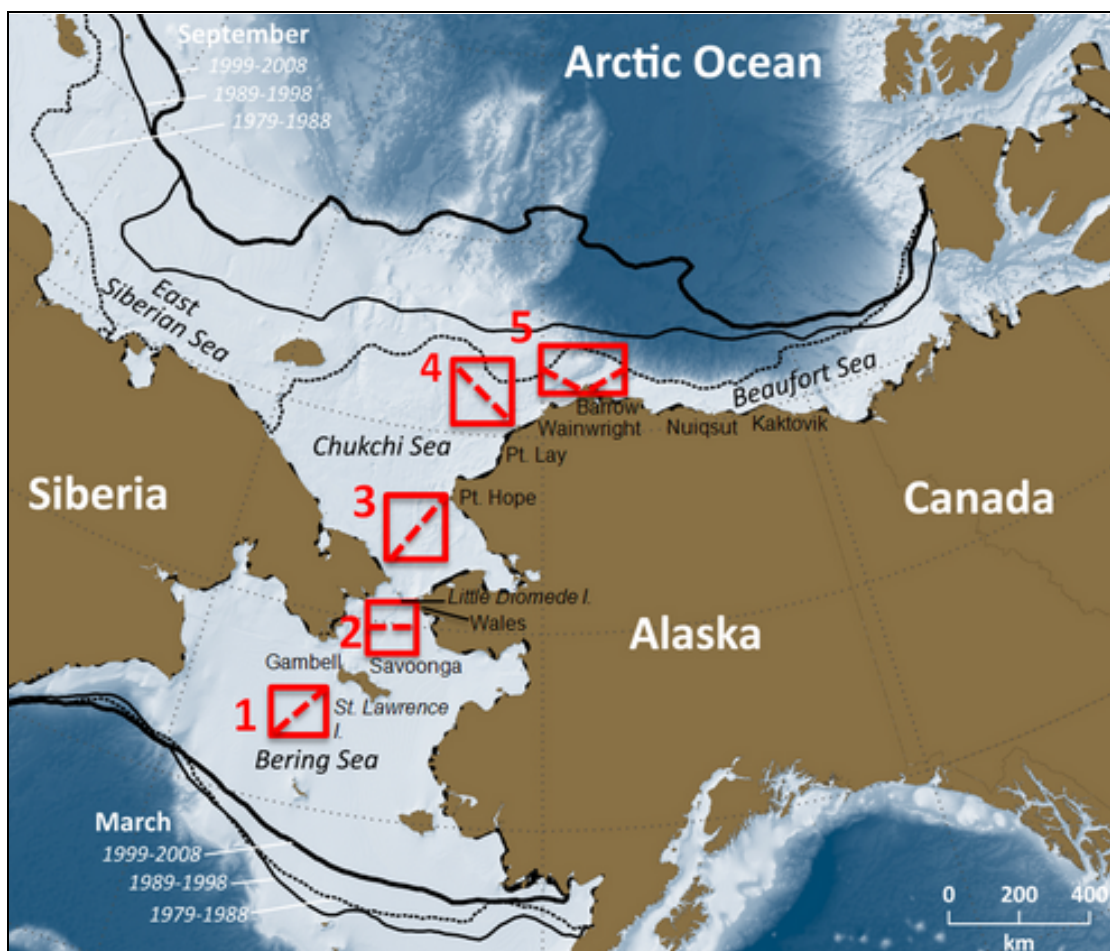 September
1999-2008
1989-1998
1979-1988
Arctic Ocean
East
Siberian Sea
5
4
Beaufort Sea
Barrow
Wainwright
Nuiqsut
Kaktovik
Chukchi Sea
Pt. Lay
Siberia
3
Pt. Hope
Canada
Little Diomede I.
Wales
2
Alaska
Gambell
Savoonga
1
St. Lawrence
I.
Bering Sea
March
1999-2008
1989-1998
1979-1988
0 200 400
km